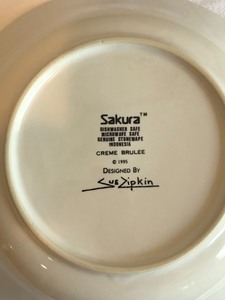 Sakura™
DISHWASHER SAFE
MICROWAVE SAFE
GENUINE STONEWARE
INDONESIA
CREME BRULEE
© 1995
DESIGNED BY
Sue Zipkin